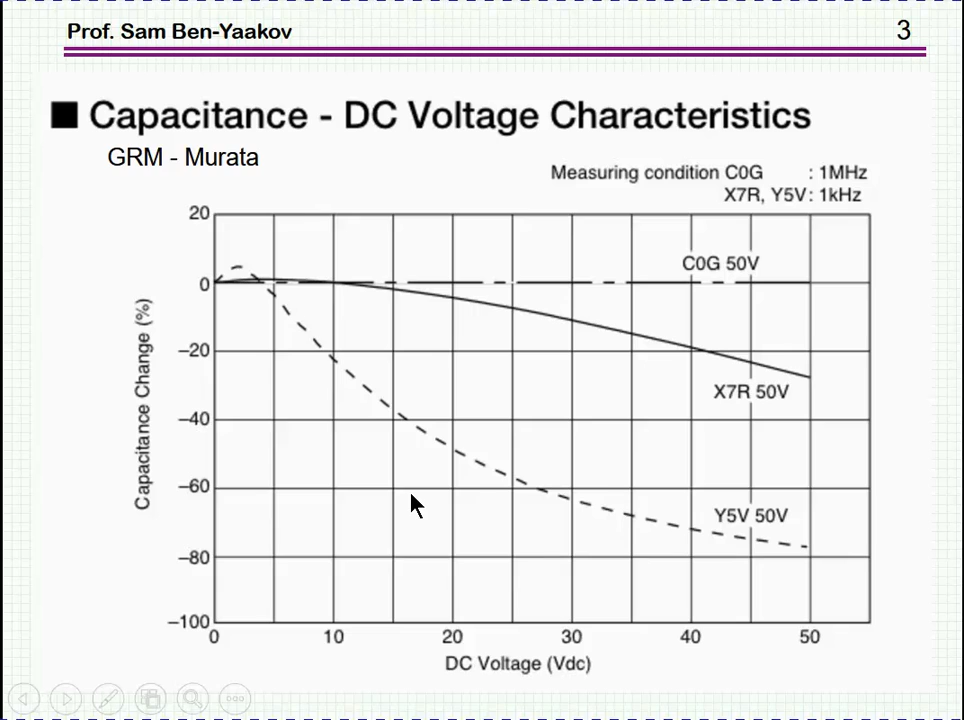 Prof. Sam Ben-Yaakov
3
■ Capacitance - DC Voltage Characteristics
GRM - Murata
Measuring condition C0G : 1MHz
X7R, Y5V : 1kHz
20
0
–20
–40
–60
–80
–100
Capacitance Change (%)
C0G 50V
X7R 50V
Y5V 50V
0 10 20 30 40 50
DC Voltage (Vdc)